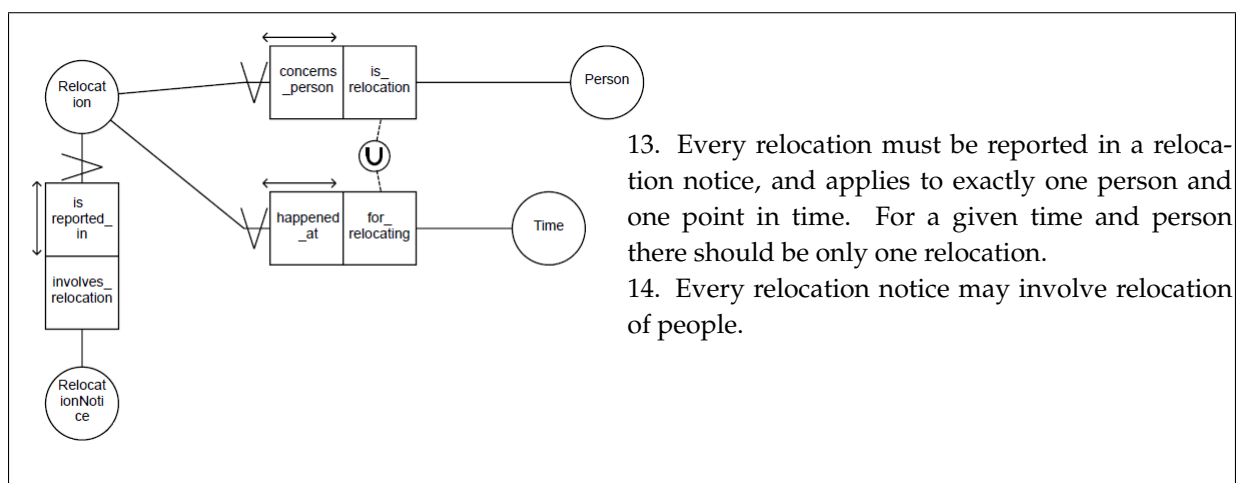 Relocat
ion
concerns
_person
is_
relocation
Person
U
is
reported_
in
happened
_at
for_
relocating
Time
involves_
relocation
Relocat
ionNoti
ce
13. Every relocation must be reported in a reloca-
tion notice, and applies to exactly one person and
one point in time. For a given time and person
there should be only one relocation.
14. Every relocation notice may involve relocation
of people.